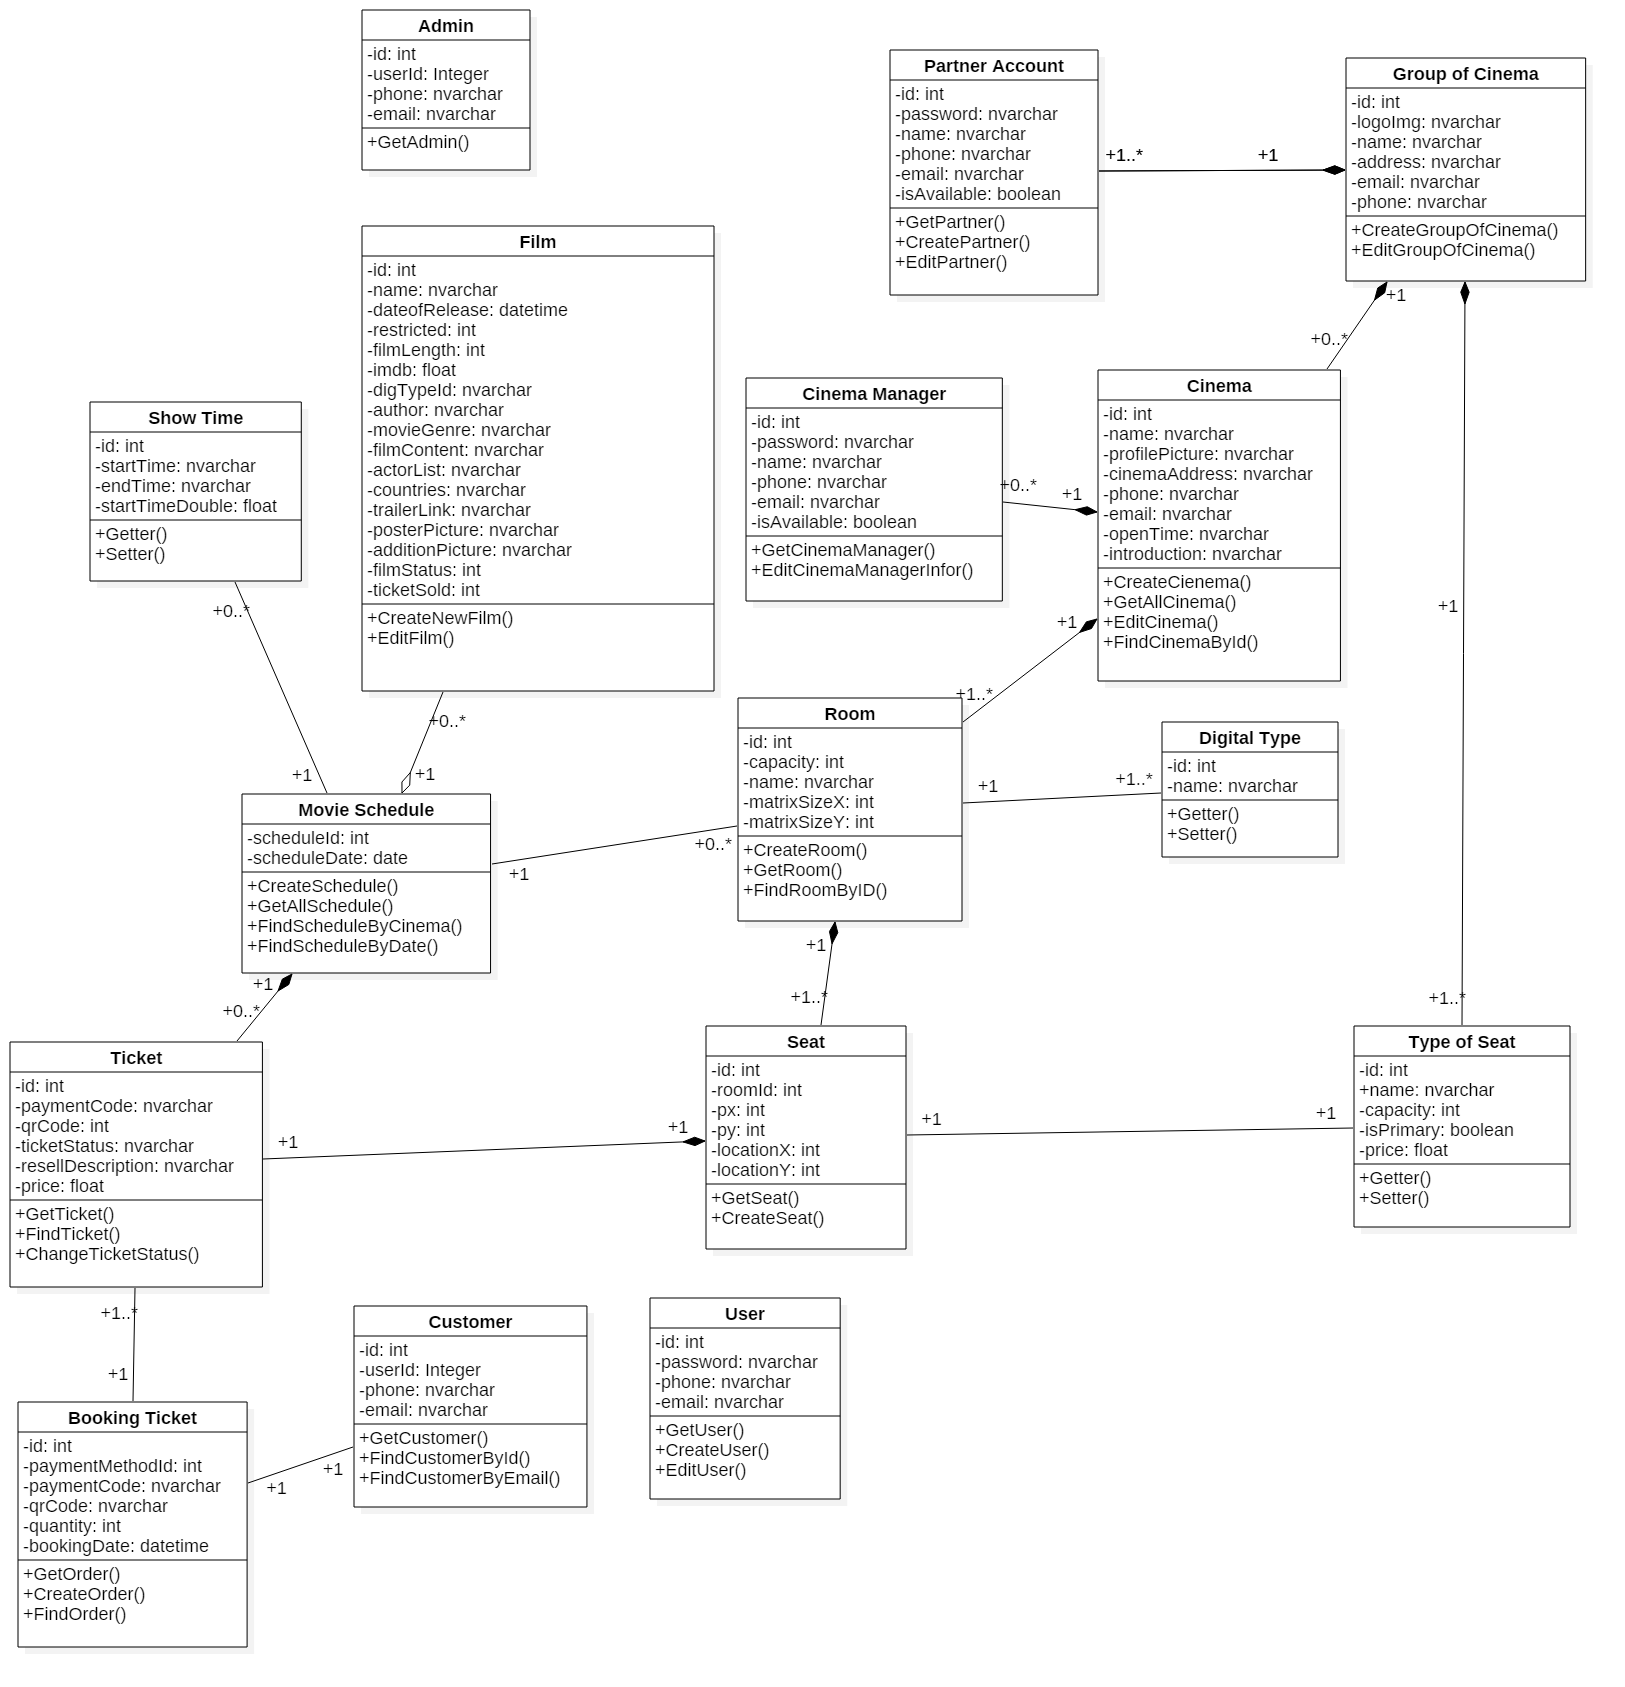 Admin
-id: int
-userId: Integer
-phone: nvarchar
-email: nvarchar
+GetAdmin()
Partner Account
-id: int
-password: nvarchar
-name: nvarchar
-phone: nvarchar
-email: nvarchar
-isAvailable: boolean
+GetPartner()
+CreatePartner()
+EditPartner()
+1..*
+1
Group of Cinema
-id: int
-logoImg: nvarchar
-name: nvarchar
-address: nvarchar
-email: nvarchar
-phone: nvarchar
+CreateGroupOfCinema()
+EditGroupOfCinema()
+1
+0..*
Film
-id: int
-name: nvarchar
-dateofRelease: datetime
-restricted: int
-filmLength: int
-imdb: float
-digTypeId: nvarchar
-author: nvarchar
-movieGenre: nvarchar
-filmContent: nvarchar
-actorList: nvarchar
-countries: nvarchar
-trailerLink: nvarchar
-posterPicture: nvarchar
-additionPicture: nvarchar
-filmStatus: int
-ticketSold: int
+CreateNewFilm()
+EditFilm()
Show Time
-id: int
-startTime: nvarchar
-endTime: nvarchar
-startTimeDouble: float
+Getter()
+Setter()
+0..*
+1
+0..*
+1
Cinema Manager
-id: int
-password: nvarchar
-name: nvarchar
-phone: nvarchar
-email: nvarchar
-isAvailable: boolean
+GetCinemaManager()
+EditCinemaManagerInfor()
+0..*
+1
Cinema
-id: int
-name: nvarchar
-profilePicture: nvarchar
-cinemaAddress: nvarchar
-phone: nvarchar
-email: nvarchar
-openTime: nvarchar
-introduction: nvarchar
+CreateCienema()
+GetAllCinema()
+EditCinema()
+FindCinemaById()
+1
+1
+1..*
Room
-id: int
-capacity: int
-name: nvarchar
-matrixSizeX: int
-matrixSizeY: int
+CreateRoom()
+GetRoom()
+FindRoomByID()
+1
+1..*
Digital Type
-id: int
-name: nvarchar
+Getter()
+Setter()
Movie Schedule
-scheduleId: int
-scheduleDate: date
+CreateSchedule()
+GetAllSchedule()
+FindScheduleByCinema()
+FindScheduleByDate()
+1
+0..*
+1
+0..*
+1
+1..*
+1..*
Ticket
-id: int
-paymentCode: nvarchar
-qrCode: int
-ticketStatus: nvarchar
-resellDescription: nvarchar
-price: float
+GetTicket()
+FindTicket()
+ChangeTicketStatus()
+1
+1
Seat
-id: int
-roomId: int
-px: int
-py: int
-locationX: int
-locationY: int
+GetSeat()
+CreateSeat()
+1
+1
Type of Seat
-id: int
+name: nvarchar
-capacity: int
-isPrimary: boolean
-price: float
+Getter()
+Setter()
+1..*
+1
Customer
-id: int
-userId: Integer
-phone: nvarchar
-email: nvarchar
+GetCustomer()
+FindCustomerById()
+FindCustomerByEmail()
User
-id: int
-password: nvarchar
-phone: nvarchar
-email: nvarchar
+GetUser()
+CreateUser()
+EditUser()
Booking Ticket
-id: int
-paymentMethodId: int
-paymentCode: nvarchar
-qrCode: nvarchar
-quantity: int
-bookingDate: datetime
+GetOrder()
+CreateOrder()
+FindOrder()
+1
+1